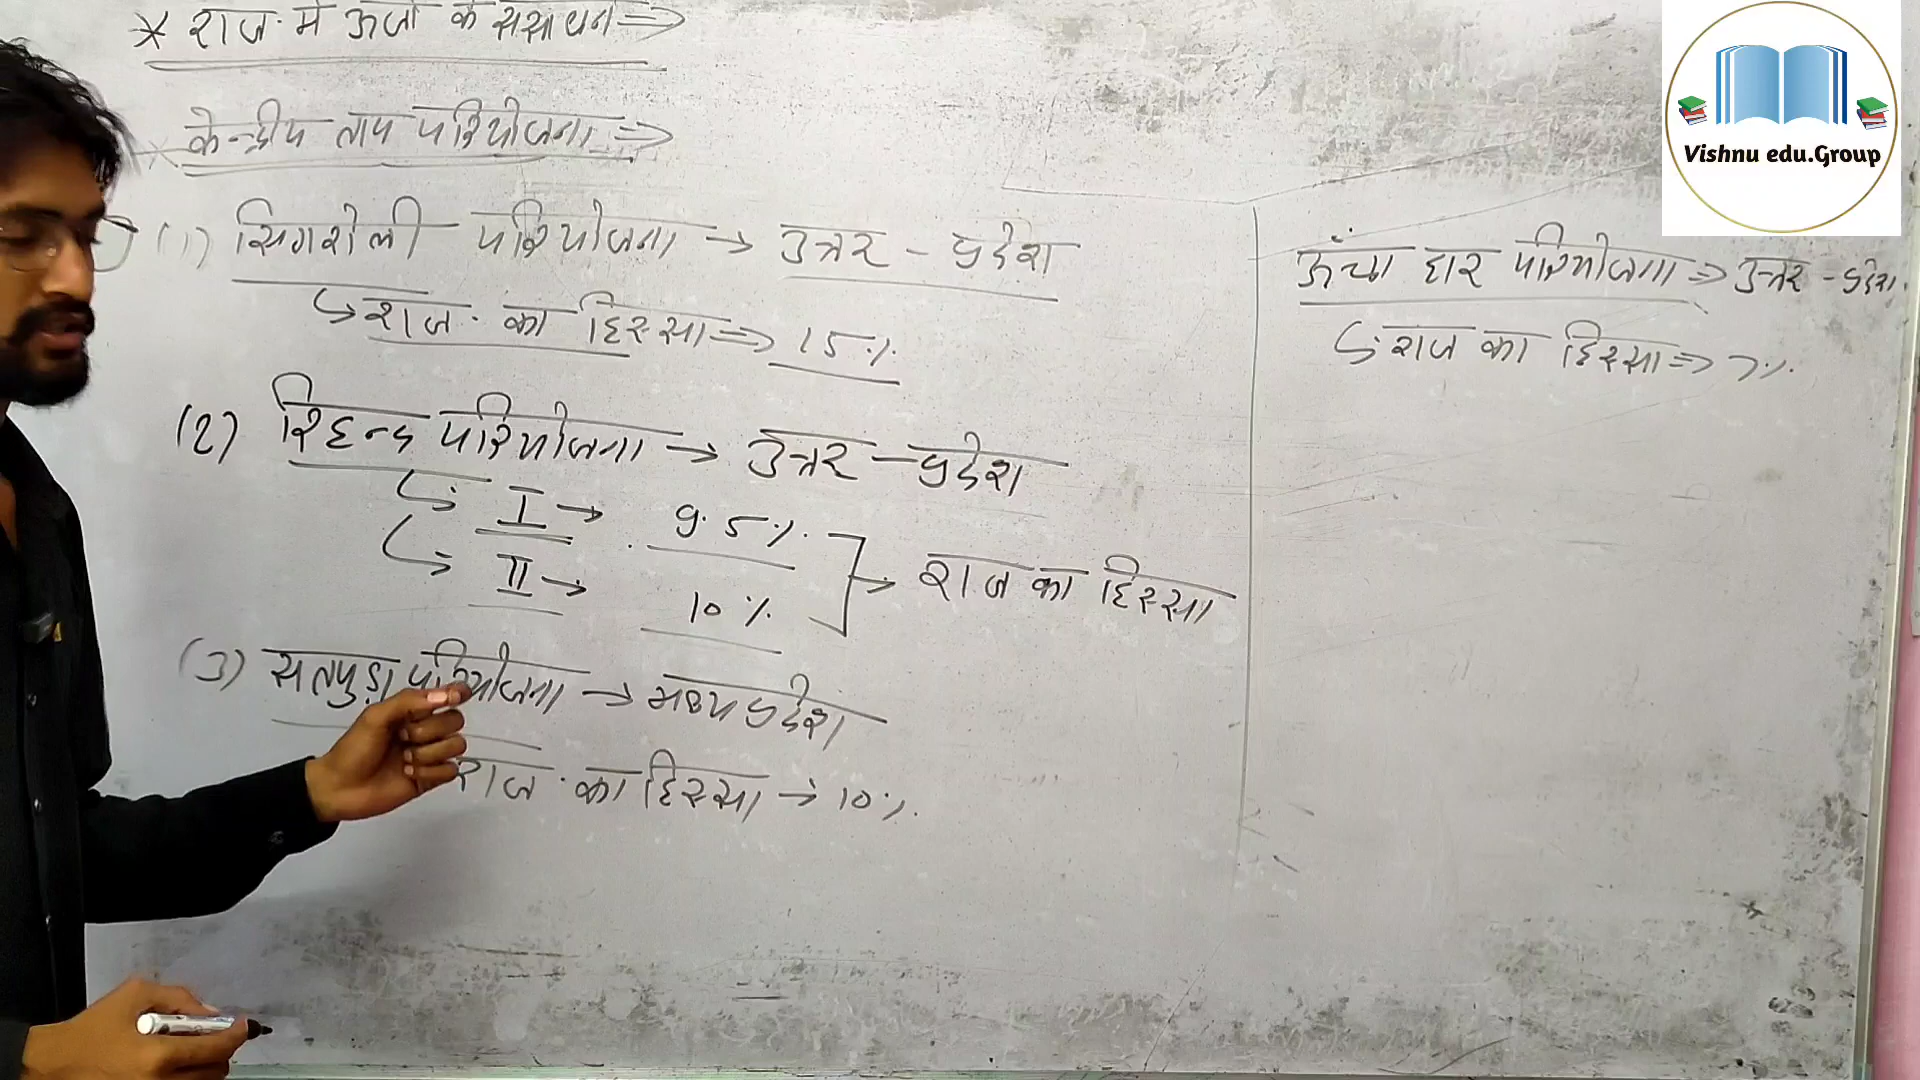 * राज. मे ऊर्जा के संसाधन ⇒
* केन्द्रीय ताप परियोजना ⇒
(1) सिंगरोली परियोजना → उत्तर - प्रदेश
↳ राज. का हिस्सा ⇒ 15%
(2) रिहन्द परियोजना → उत्तर - प्रदेश
↳ I → 9.5%
↳ II → 10%
→ राज का हिस्सा
(3) सतपुड़ा परियोजना → मध्य प्रदेश
राज. का हिस्सा → 10%
ऊँचा हार परियोजना ⇒ उत्तर - प्रदेश.
↳ राज का हिस्सा ⇒ 7%
Vishnu edu.Group